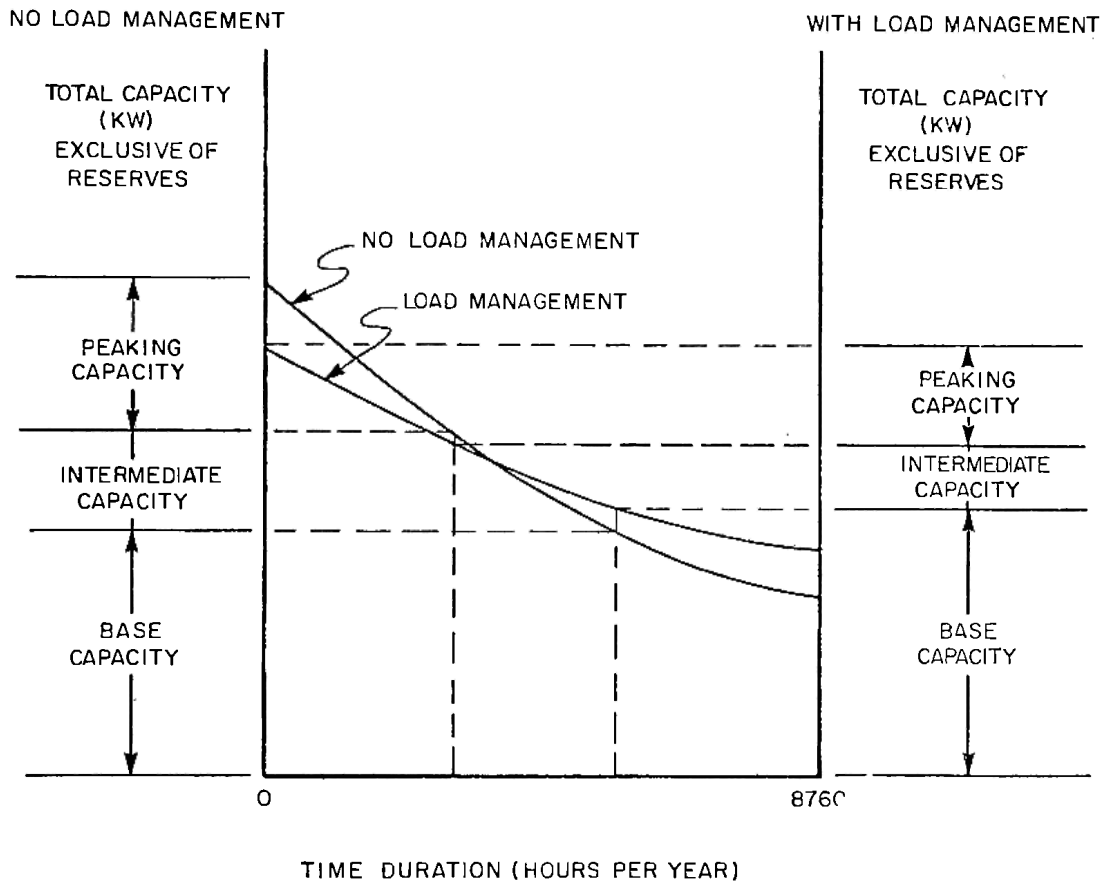 NO LOAD MANAGEMENT
WITH LOAD MANAGEMENT
TOTAL CAPACITY
(KW)
EXCLUSIVE OF
RESERVES
TOTAL CAPACITY
(KW)
EXCLUSIVE OF
RESERVES
NO LOAD MANAGEMENT
LOAD MANAGEMENT
PEAKING
CAPACITY
PEAKING
CAPACITY
INTERMEDIATE
CAPACITY
INTERMEDIATE
CAPACITY
BASE
CAPACITY
BASE
CAPACITY
0
8760
TIME DURATION (HOURS PER YEAR)